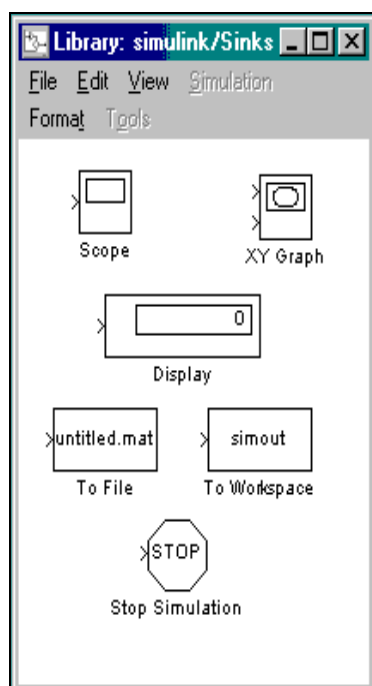 Library: simulink/Sinks
File Edit View Simulation
Format Tools
Scope
XY Graph
0
Display
untitled.mat
simout
To File
To Workspace
STOP
Stop Simulation